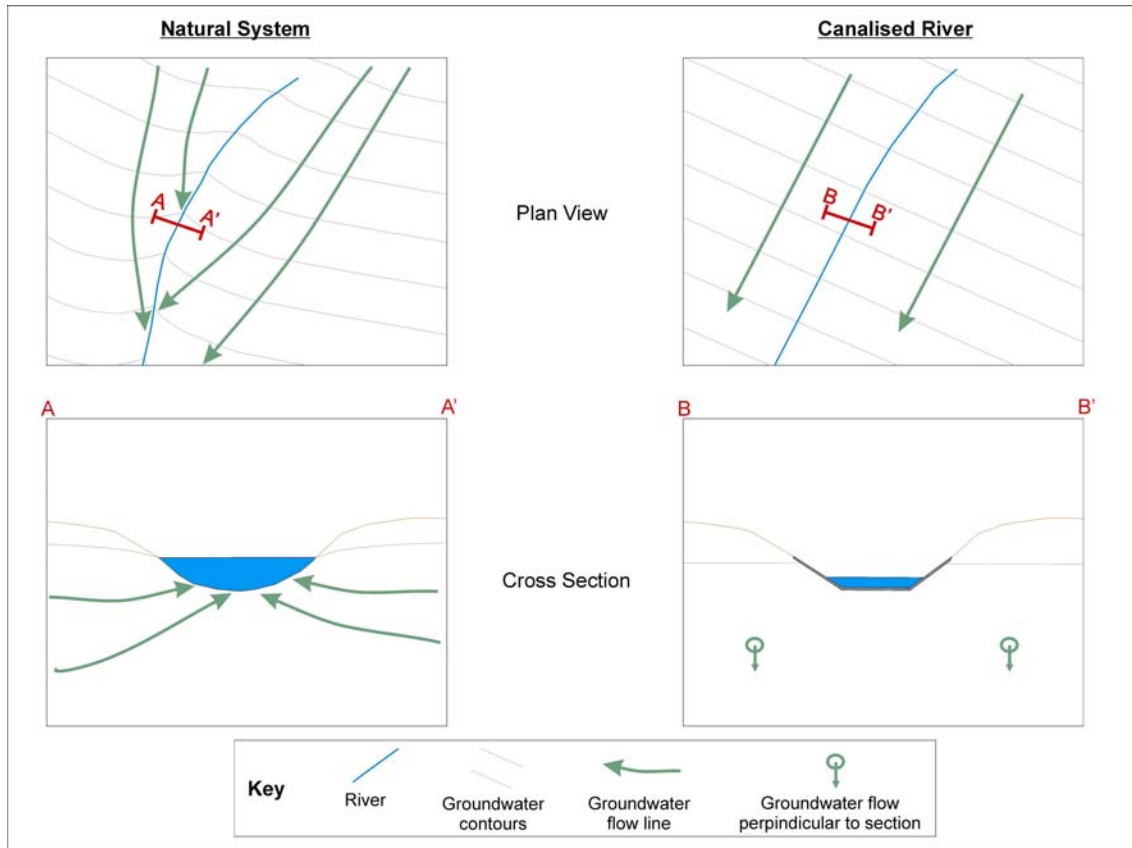 Natural System
Canalised River
A
A'
Plan View
B
B'
A
A'
B
B'
Cross Section
Key
River
Groundwater
contours
Groundwater
flow line
Groundwater flow
perpindicular to section